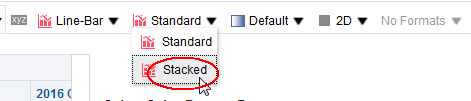 xyz Line-Bar Standard Default 2D No Formats
Standard
Stacked
2016